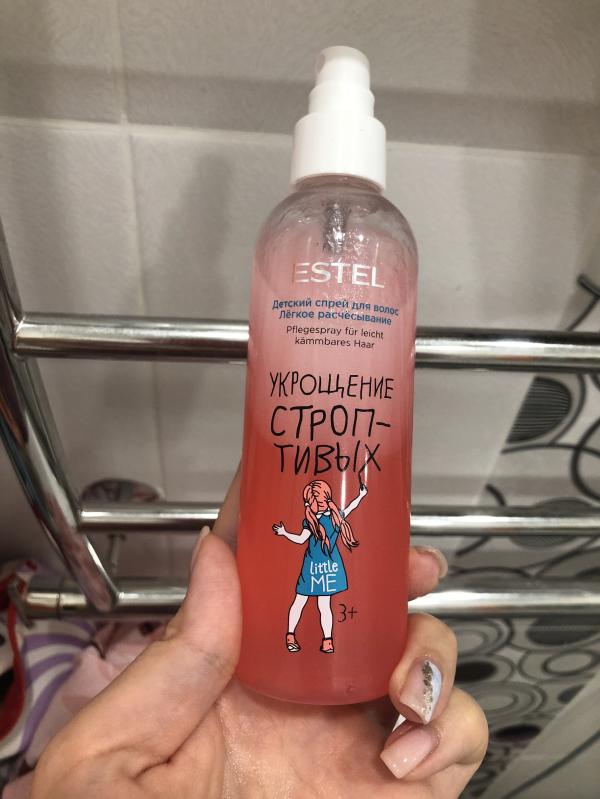 ESTEL
Детский спрей для волос
Лёгкое расчёсывание
Pflegespray für leicht
kämmbares Haar
УКРОЩЕНИЕ
СТРОП-
ТИВЫХ
little
ME
3+